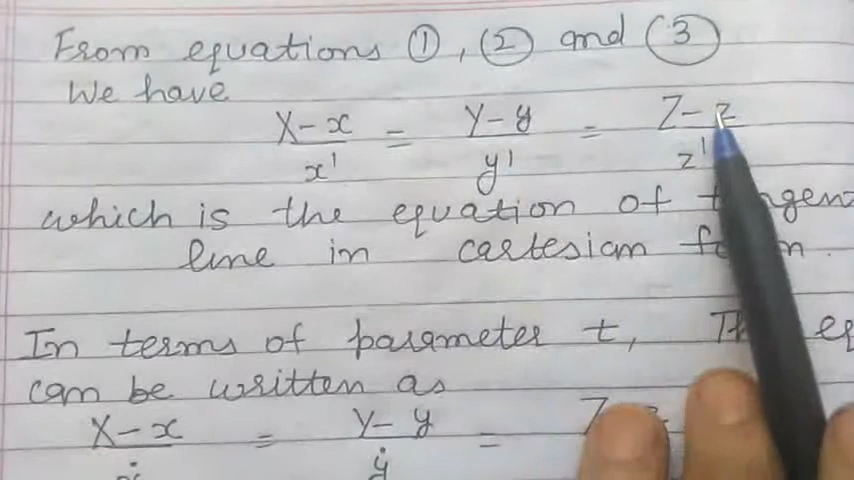 From equations ①, ② and ③
We have
X-x / x' = Y-y / y' = Z-z / z'
which is the equation of
line in cartesian
In terms of parameter t,
can be written as
X-x / ẋ = Y-y / ẏ =